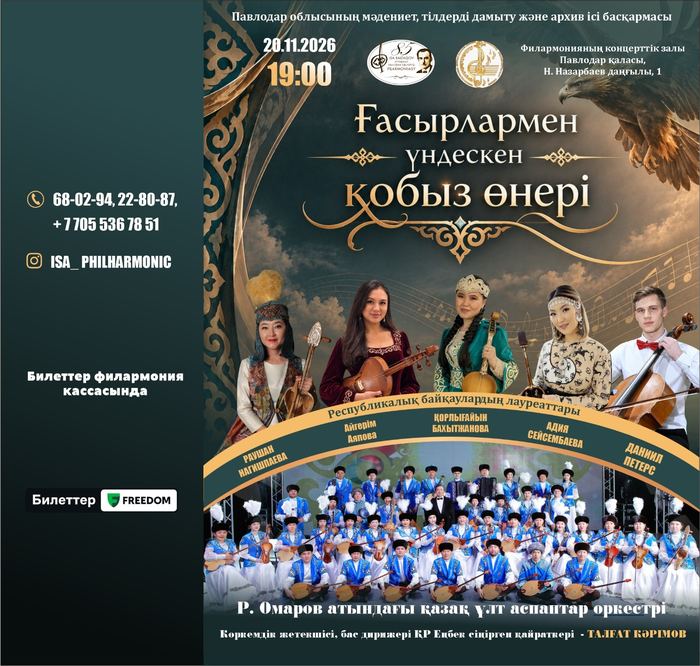 Павлодар облысының мәдениет, тілдерді дамыту және архив ісі басқармасы
20.11.2026
19:00
85
Филармонияның концерттік залы
Павлодар қаласы,
Н. Назарбаев даңғылы, 1
Ғасырлармен
үндескен
қобыз өнері
68-02-94, 22-80-87,
+ 7 705 536 78 51
ISA_ PHILHARMONIC
Билеттер филармония
кассасында
Билеттер FREEDOM
Республикалық байқаулардың лауреаттары
РАУШАН
НАГИШПАЕВА
Айгерім
Аяпова
ҚОРЛЫҒАЙЫН
БАХЫТЖАНОВА
АДИЯ
СЕЙСЕМБАЕВА
ДАНИИЛ
ПЕТЕРС
Р. Омаров атындағы қазақ ұлт аспаптар оркестрі
Көркемдік жетекшісі, бас дирижері ҚР Еңбек сіңірген қайраткері - ТАЛҒАТ КӘРІМОВ